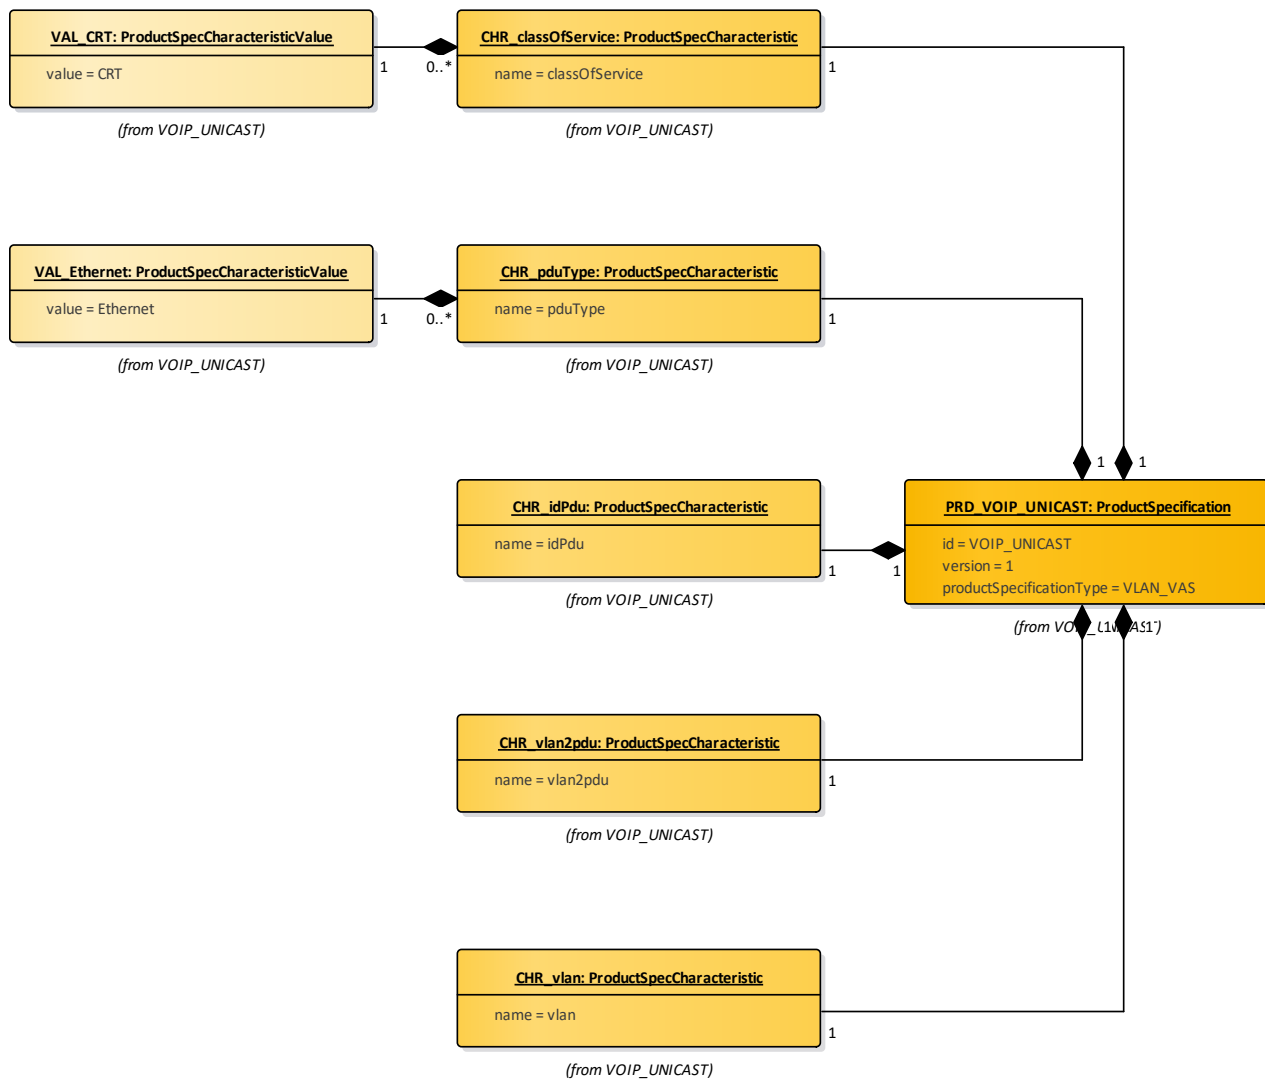 VAL_CRT: ProductSpecCharacteristicValue
value = CRT
(from VOIP_UNICAST)
1
0..*
CHR_classOfService: ProductSpecCharacteristic
name = classOfService
(from VOIP_UNICAST)
1
VAL_Ethernet: ProductSpecCharacteristicValue
value = Ethernet
(from VOIP_UNICAST)
1
0..*
CHR_pduType: ProductSpecCharacteristic
name = pduType
(from VOIP_UNICAST)
1
1
1
CHR_idPdu: ProductSpecCharacteristic
name = idPdu
(from VOIP_UNICAST)
1
1
PRD_VOIP_UNICAST: ProductSpecification
id = VOIP_UNICAST
version = 1
productSpecificationType = VLAN_VAS
(from
1
1
CHR_vlan2pdu: ProductSpecCharacteristic
name = vlan2pdu
(from VOIP_UNICAST)
1
CHR_vlan: ProductSpecCharacteristic
name = vlan
(from VOIP_UNICAST)
1